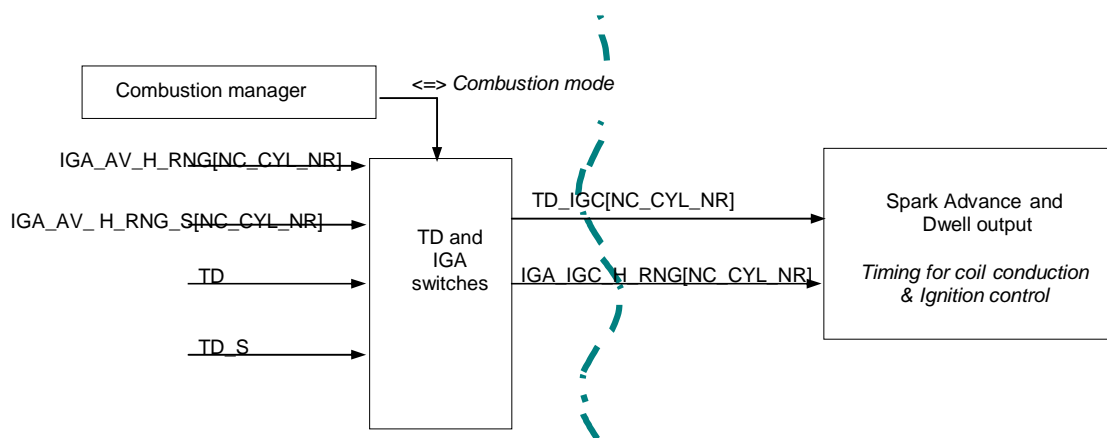 <=> Combustion mode
Combustion manager
IGA_AV_H_RNG[NC_CYL_NR]
IGA_AV_ H_RNG_S[NC_CYL_NR]
TD
TD_S
TD and
IGA
switches
TD_IGC[NC_CYL_NR]
IGA_IGC_H_RNG[NC_CYL_NR]
Spark Advance and
Dwell output
Timing for coil conduction
& Ignition control